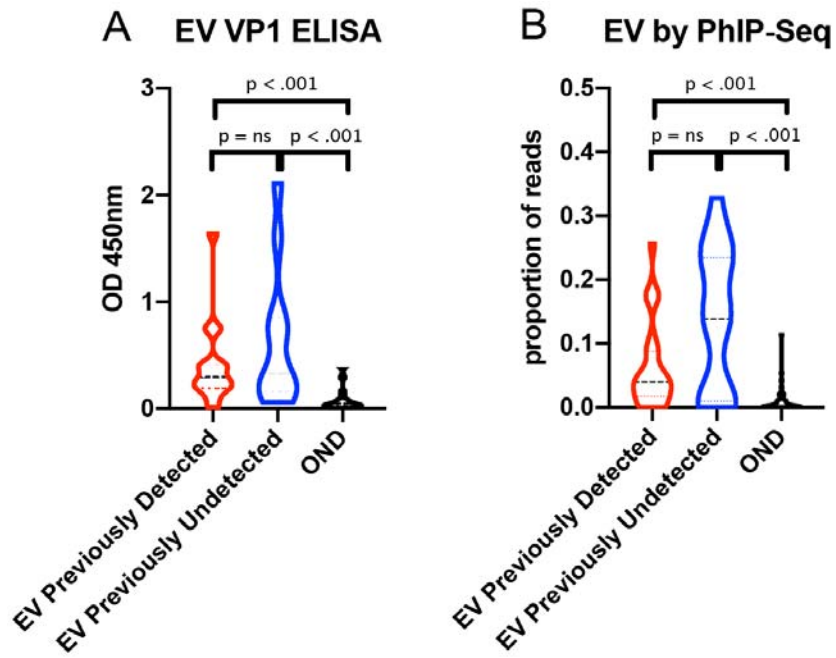 A EV VP1 ELISA
3
2
1
0
OD 450nm
p < .001
p = ns
p < .001
EV Previously Detected
EV Previously Undetected
OND
B EV by PhIP-Seq
0.5
0.4
0.3
0.2
0.1
0.0
proportion of reads
p < .001
p = ns
p < .001
EV Previously Detected
EV Previously Undetected
OND